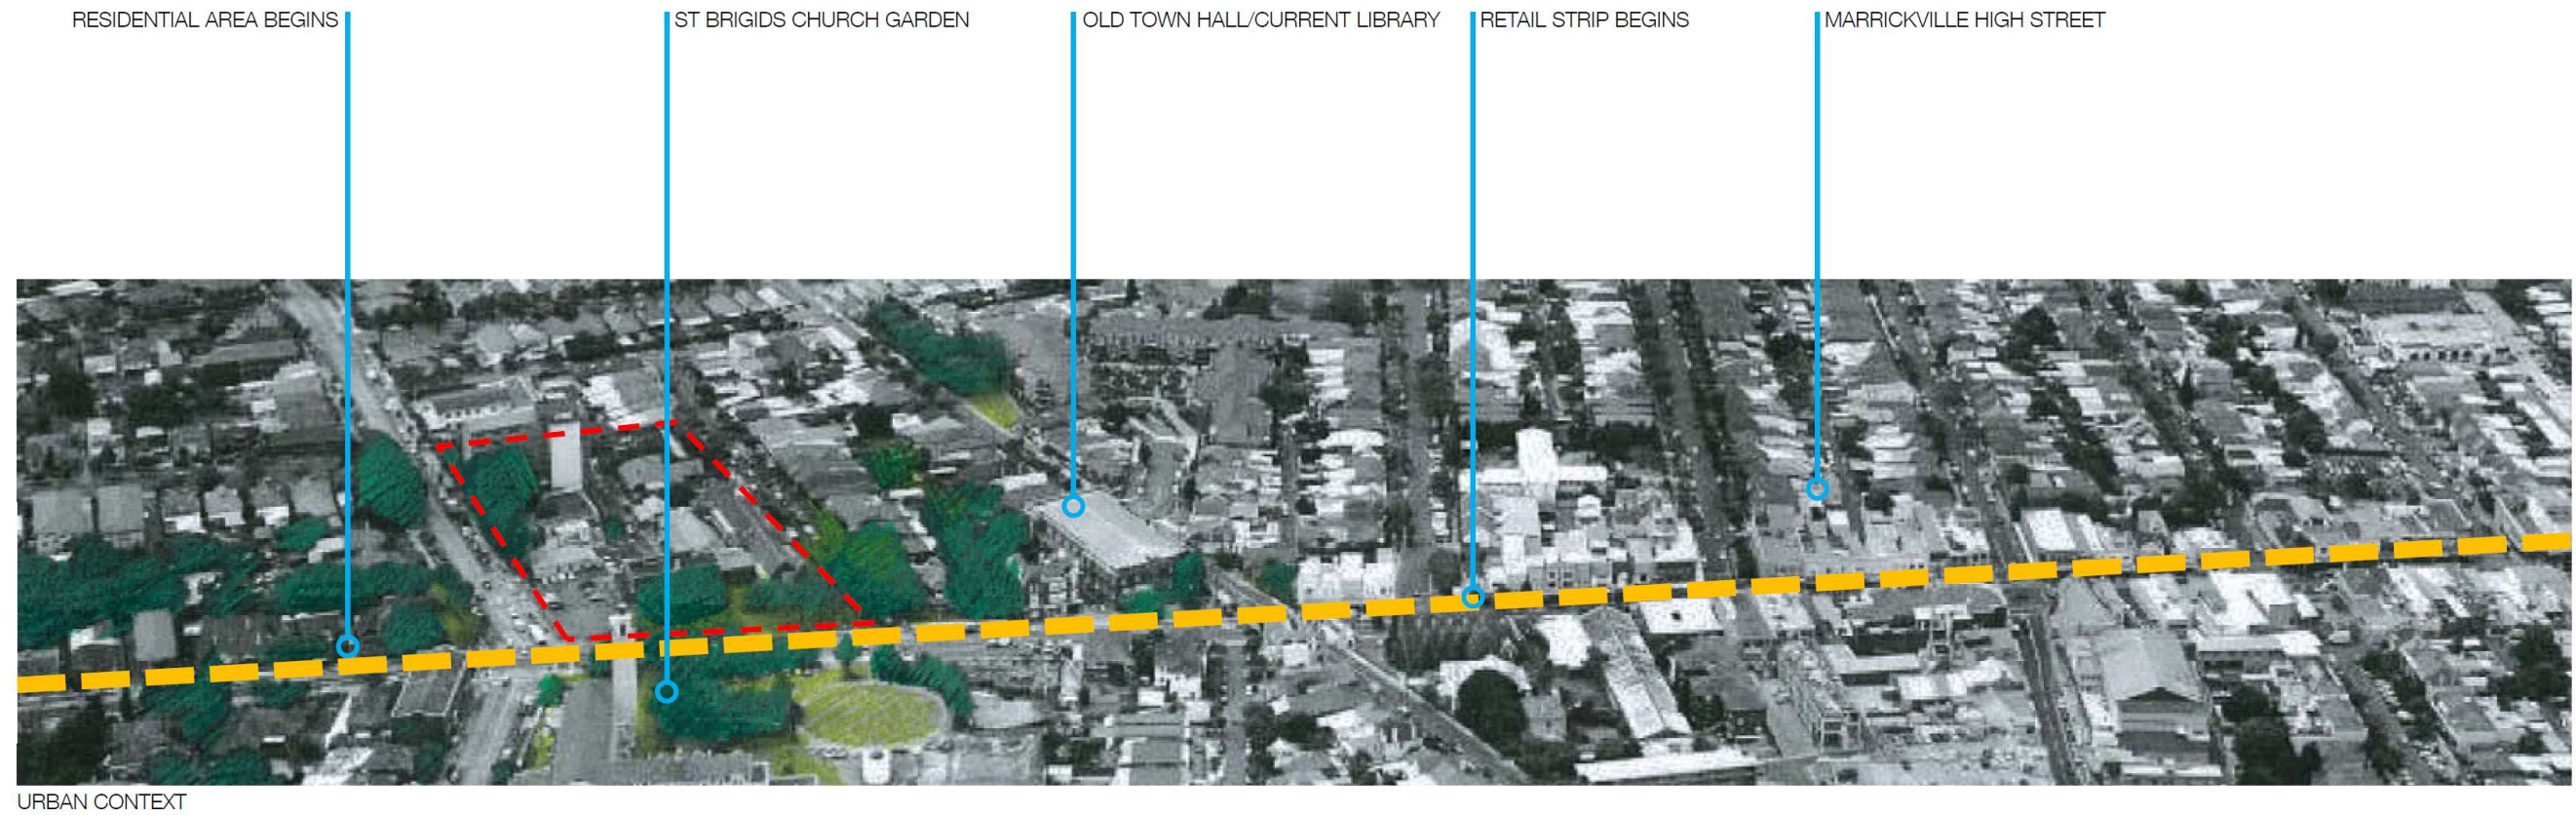 RESIDENTIAL AREA BEGINS
ST BRIGIDS CHURCH GARDEN
OLD TOWN HALL/CURRENT LIBRARY
RETAIL STRIP BEGINS
MARRICKVILLE HIGH STREET
URBAN CONTEXT